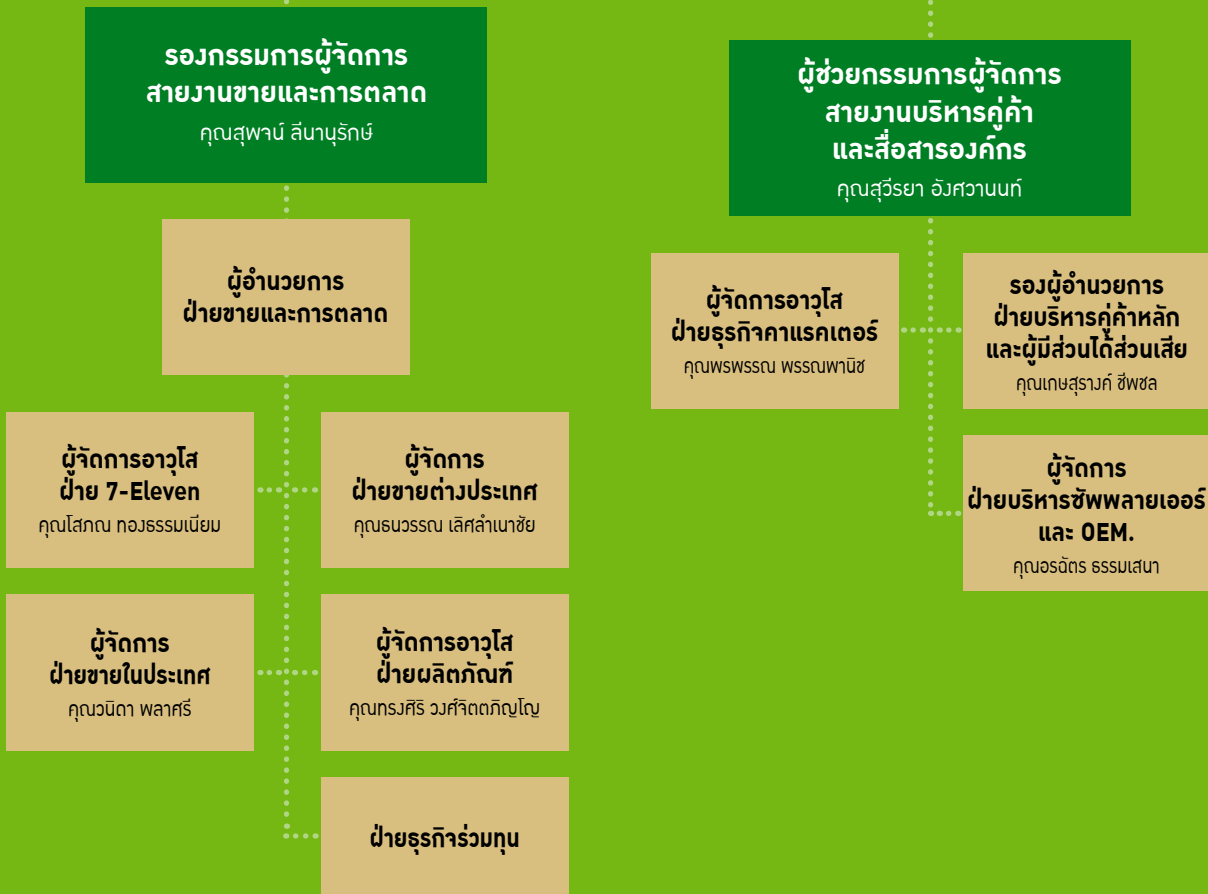 รองกรรมการผู้จัดการ
สายงานขายและการตลาด
คุณสุพจน์ ลีนานุรักษ์
ผู้อำนวยการ
ฝ่ายขายและการตลาด
ผู้จัดการอาวุโส
ฝ่าย 7-Eleven
คุณโสภณ ทองธรรมเนียม
ผู้จัดการ
ฝ่ายขายต่างประเทศ
คุณธนวรรณ เลิศลำเนาชัย
ผู้จัดการ
ฝ่ายขายในประเทศ
คุณวนิดา พลาศรี
ผู้จัดการอาวุโส
ฝ่ายผลิตภัณฑ์
คุณทรงศิริ วงศ์จิตตภิญโญ
ฝ่ายธุรกิจร่วมทุน
ผู้ช่วยกรรมการผู้จัดการ
สายงานบริหารคู่ค้า
และสื่อสารองค์กร
คุณสุวีรยา อังศวานนท์
ผู้จัดการอาวุโส
ฝ่ายธุรกิจคาแรคเตอร์
คุณพรพรรณ พรรณพานิช
รองผู้อำนวยการ
ฝ่ายบริหารคู่ค้าหลัก
และผู้มีส่วนได้ส่วนเสีย
คุณเกษสุรางค์ ชีพชล
ผู้จัดการ
ฝ่ายบริหารซัพพลายเออร์
และ OEM.
คุณอรฉัตร ธรรมเสนา